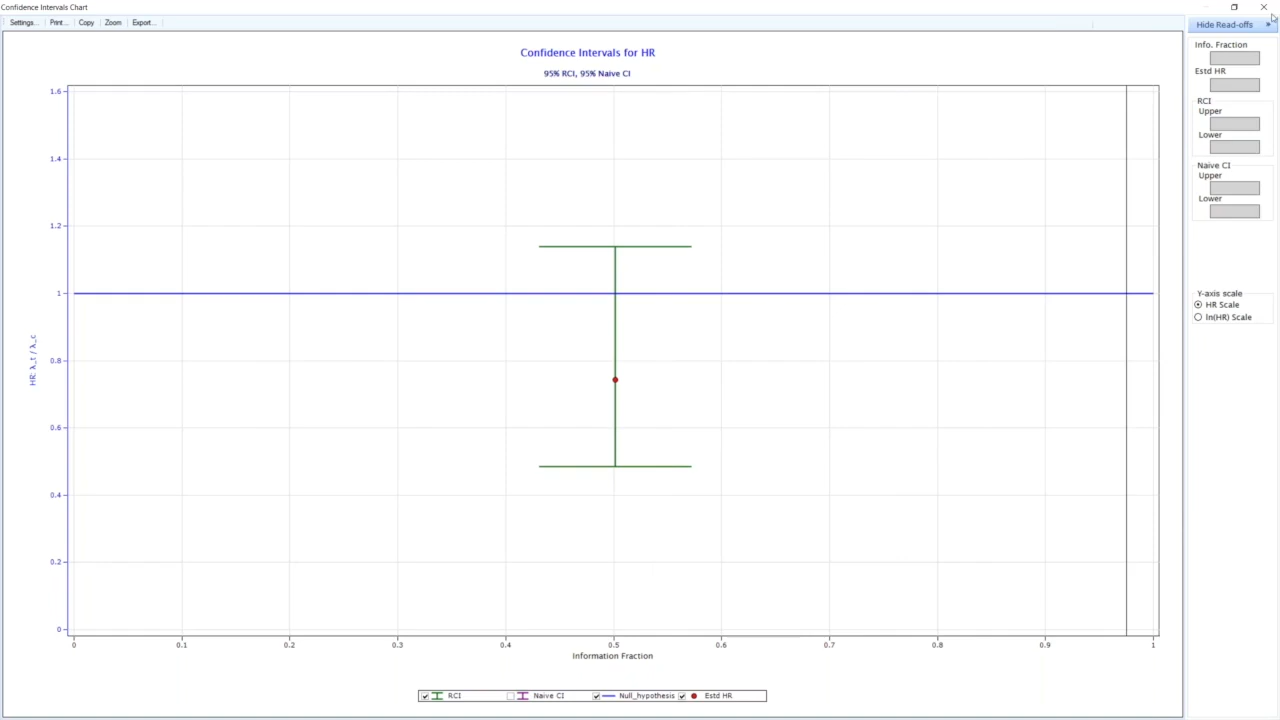 Confidence Intervals Chart
Settings... Print... Copy Zoom Export...
Hide Read-offs »
Confidence Intervals for HR
95% RCI, 95% Naive CI
Info. Fraction
Estd HR
RCI
Upper
Lower
Naive CI
Upper
Lower
Y-axis scale
HR Scale
ln(HR) Scale
HR: λ_t / λ_c
1.6
1.4
1.2
1
0.8
0.6
0.4
0.2
0
0 0.1 0.2 0.3 0.4 0.5 0.6 0.7 0.8 0.9 1
Information Fraction
RCI Naive CI Null_hypothesis Estd HR